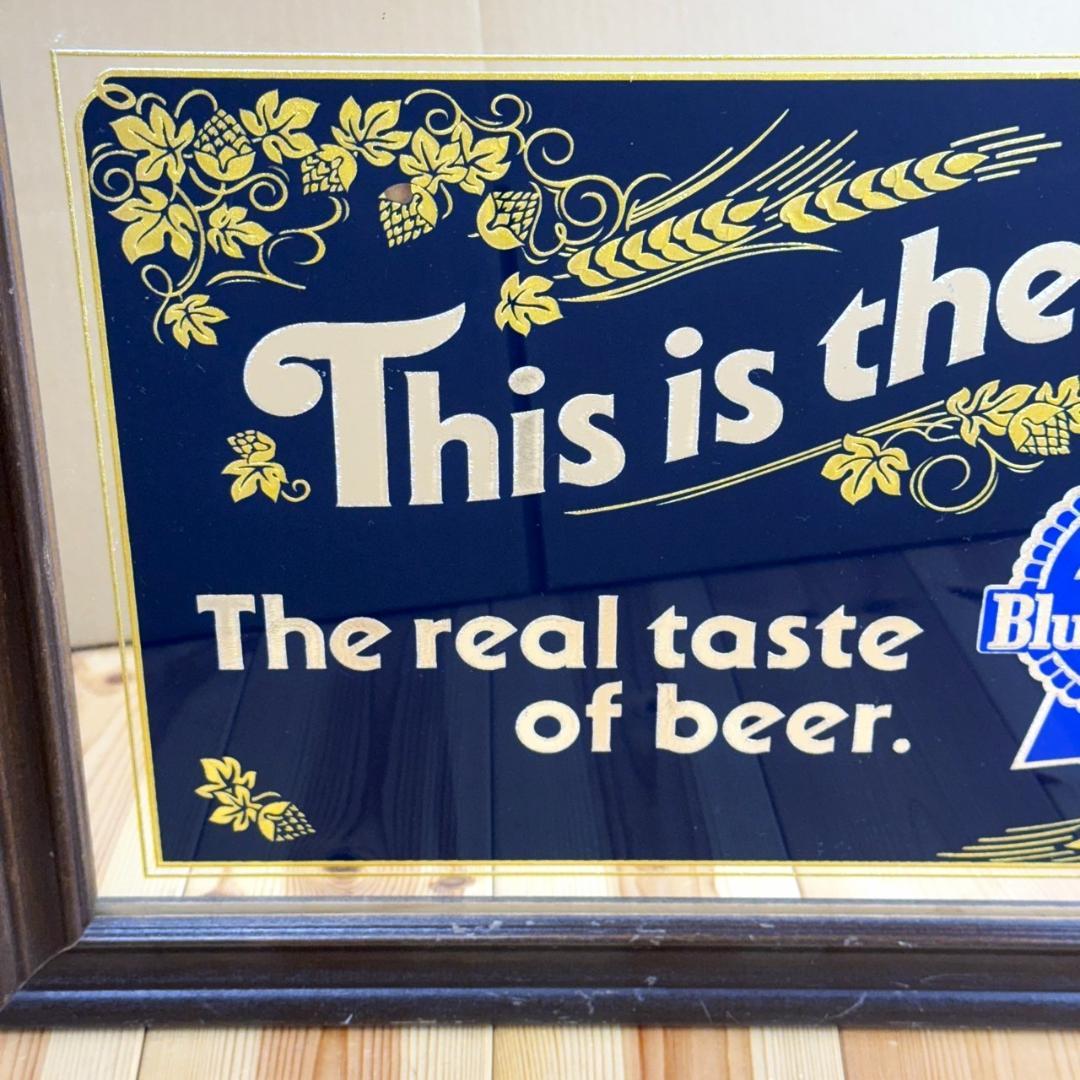 This is the
The real taste
of beer.
Blu